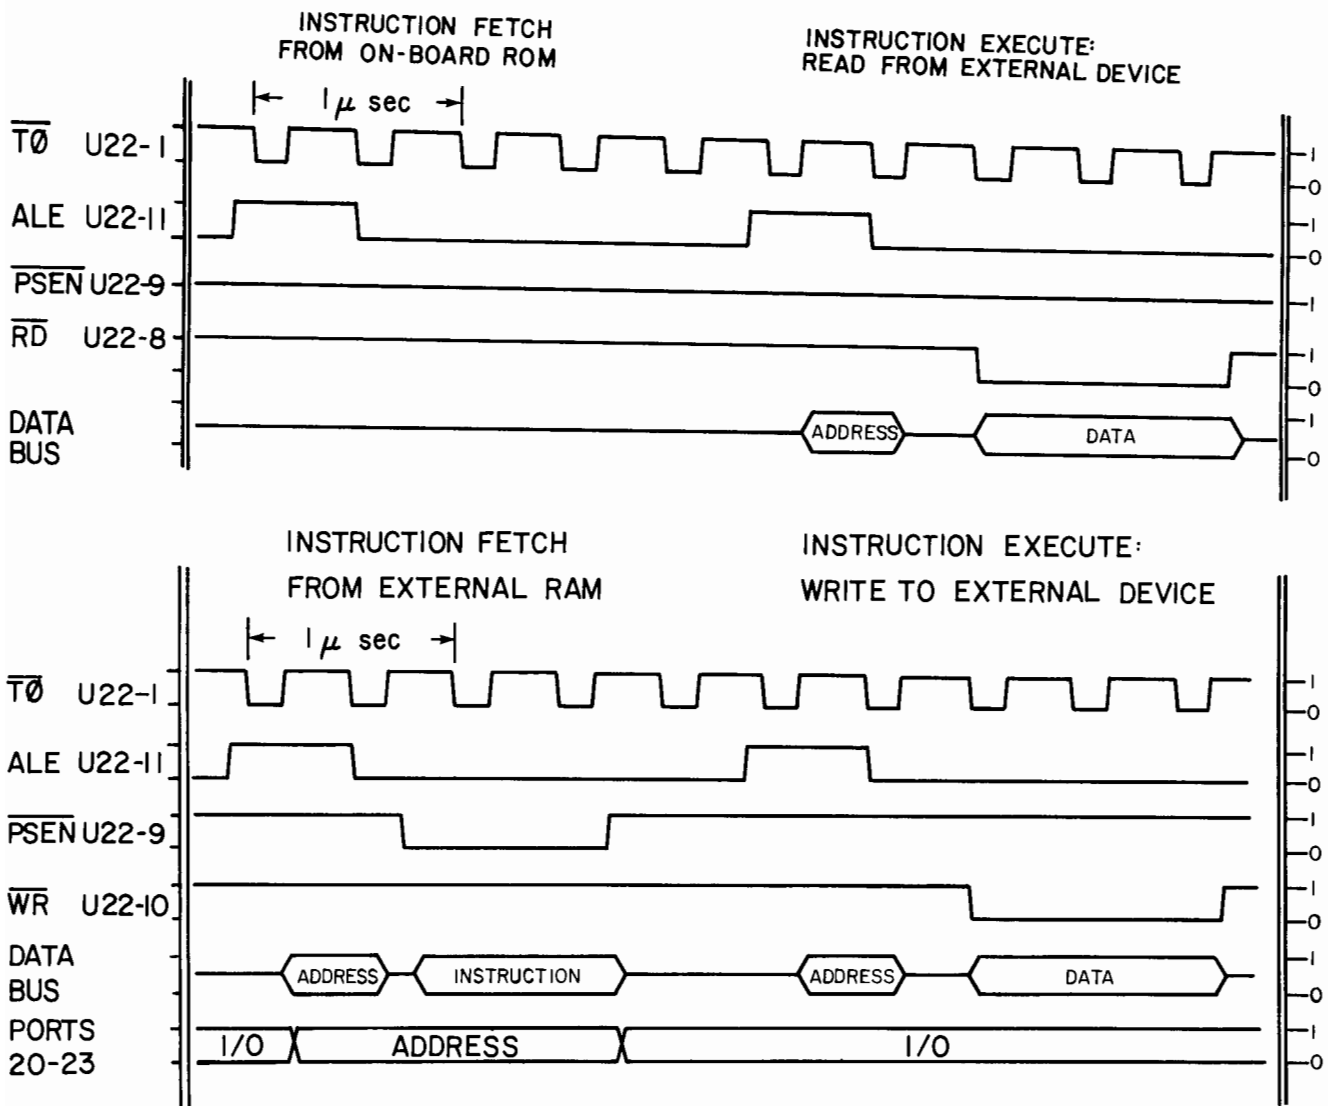 INSTRUCTION FETCH
FROM ON-BOARD ROM
INSTRUCTION EXECUTE:
READ FROM EXTERNAL DEVICE
1 μ sec
T0 U22-1
1
0
ALE U22-11
1
0
PSEN U22-9
1
RD U22-8
1
0
DATA
BUS
ADDRESS
DATA
1
0
INSTRUCTION FETCH
FROM EXTERNAL RAM
INSTRUCTION EXECUTE:
WRITE TO EXTERNAL DEVICE
1 μ sec
T0 U22-1
1
0
ALE U22-11
1
0
PSEN U22-9
1
0
WR U22-10
1
0
DATA
BUS
ADDRESS
INSTRUCTION
ADDRESS
DATA
1
0
PORTS
20-23
I/O
ADDRESS
I/O
1
0